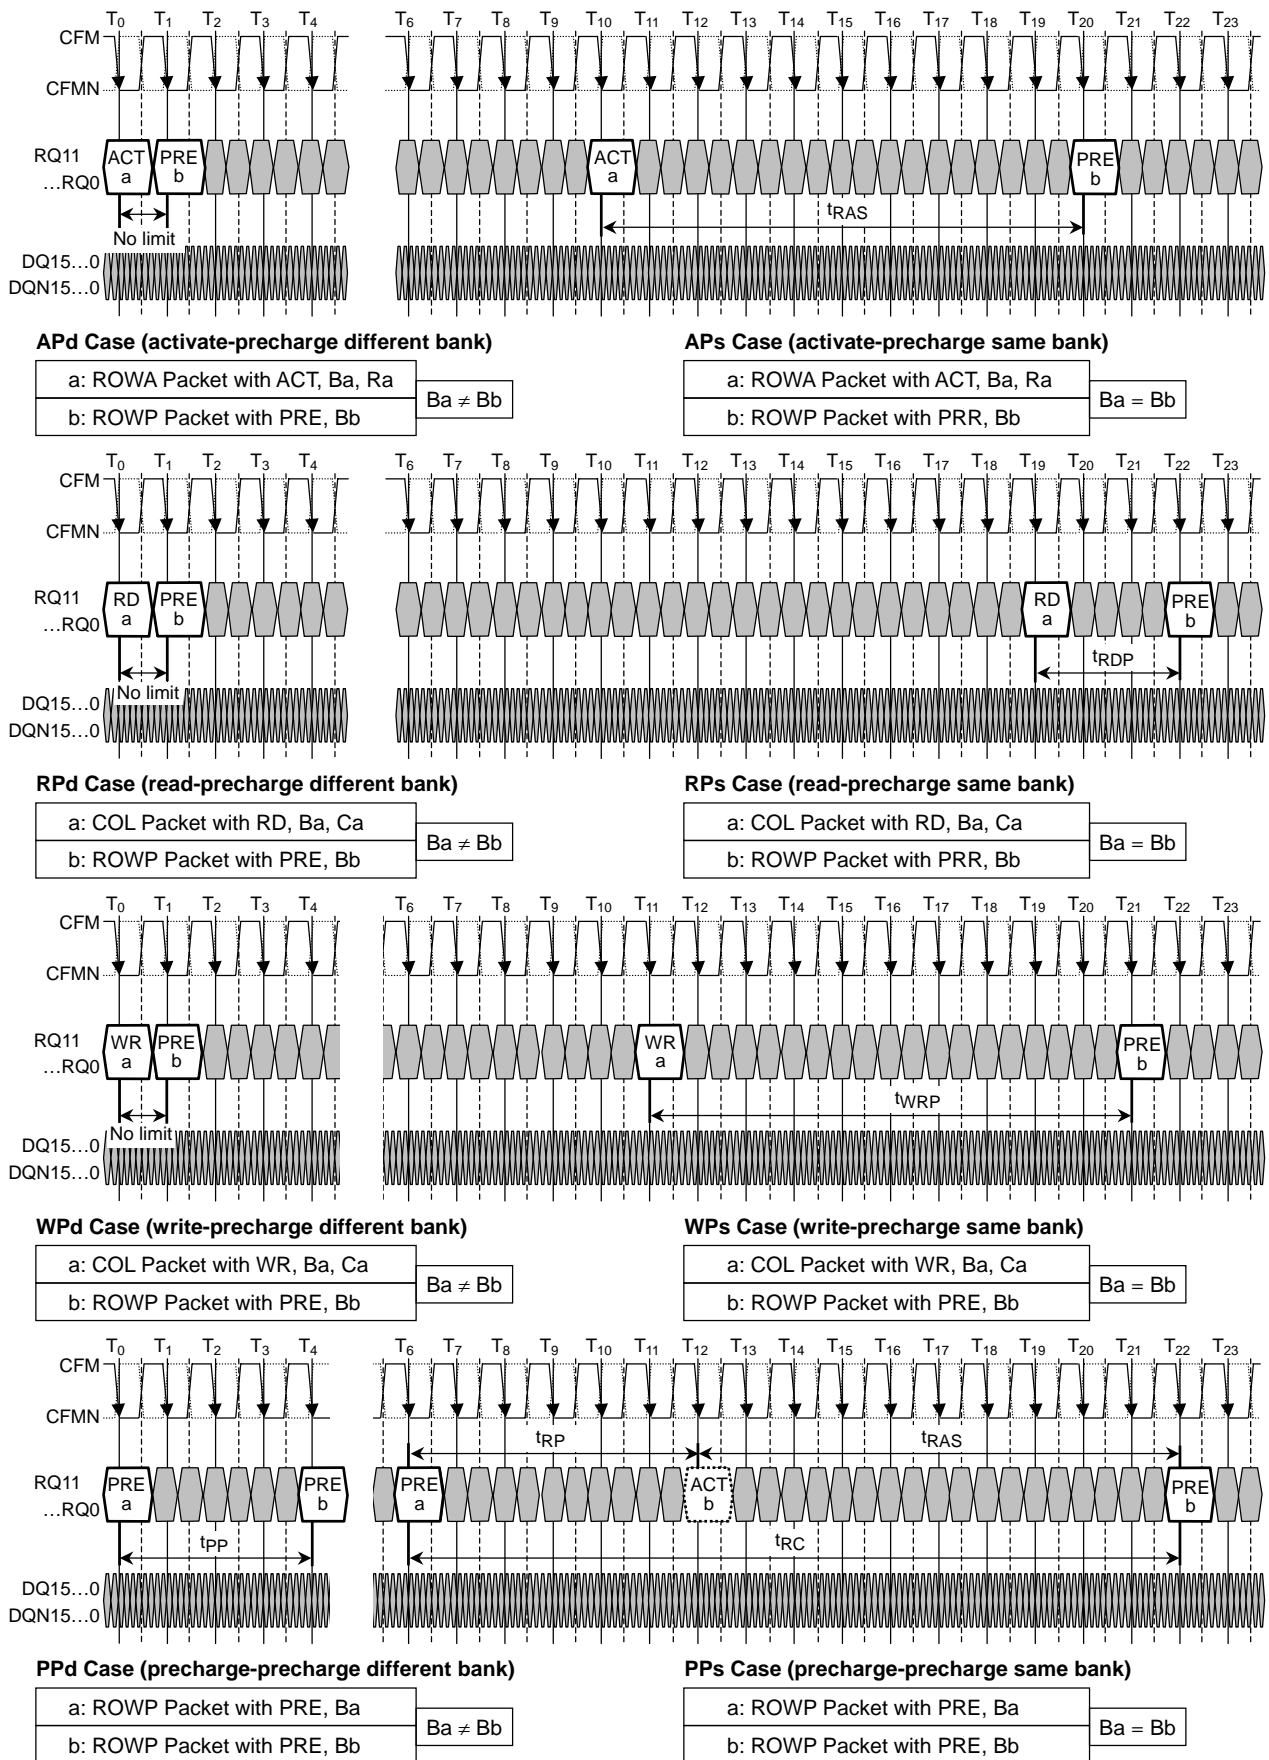 T0 T1 T2 T3 T4 T6 T7 T8 T9 T10 T11 T12 T13 T14 T15 T16 T17 T18 T19 T20 T21 T22 T23
CFM
CFMN
RQ11 ACT PRE ACT PRE
…RQ0 a b a b
tRAS
No limit
DQ15…0
DQN15…0
APd Case (activate-precharge different bank) APs Case (activate-precharge same bank)
a: ROWA Packet with ACT, Ba, Ra a: ROWA Packet with ACT, Ba, Ra
Ba ≠ Bb Ba = Bb
b: ROWP Packet with PRE, Bb b: ROWP Packet with PRR, Bb
T0 T1 T2 T3 T4 T6 T7 T8 T9 T10 T11 T12 T13 T14 T15 T16 T17 T18 T19 T20 T21 T22 T23
CFM
CFMN
RQ11 RD PRE RD PRE
…RQ0 a b a b
tRDP
No limit
DQ15…0
DQN15…0
RPd Case (read-precharge different bank) RPs Case (read-precharge same bank)
a: COL Packet with RD, Ba, Ca a: COL Packet with RD, Ba, Ca
Ba ≠ Bb Ba = Bb
b: ROWP Packet with PRE, Bb b: ROWP Packet with PRR, Bb
T0 T1 T2 T3 T4 T6 T7 T8 T9 T10 T11 T12 T13 T14 T15 T16 T17 T18 T19 T20 T21 T22 T23
CFM
CFMN
RQ11 WR PRE WR PRE
…RQ0 a b a b
tWRP
No limit
DQ15…0
DQN15…0
WPd Case (write-precharge different bank) WPs Case (write-precharge same bank)
a: COL Packet with WR, Ba, Ca a: COL Packet with WR, Ba, Ca
Ba ≠ Bb Ba = Bb
b: ROWP Packet with PRE, Bb b: ROWP Packet with PRE, Bb
T0 T1 T2 T3 T4 T6 T7 T8 T9 T10 T11 T12 T13 T14 T15 T16 T17 T18 T19 T20 T21 T22 T23
CFM
CFMN
tRP tRAS
RQ11 PRE PRE PRE ACT PRE
…RQ0 a b a b b
tPP tRC
DQ15…0
DQN15…0
PPd Case (precharge-precharge different bank) PPs Case (precharge-precharge same bank)
a: ROWP Packet with PRE, Ba a: ROWP Packet with PRE, Ba
Ba ≠ Bb Ba = Bb
b: ROWP Packet with PRE, Bb b: ROWP Packet with PRE, Bb